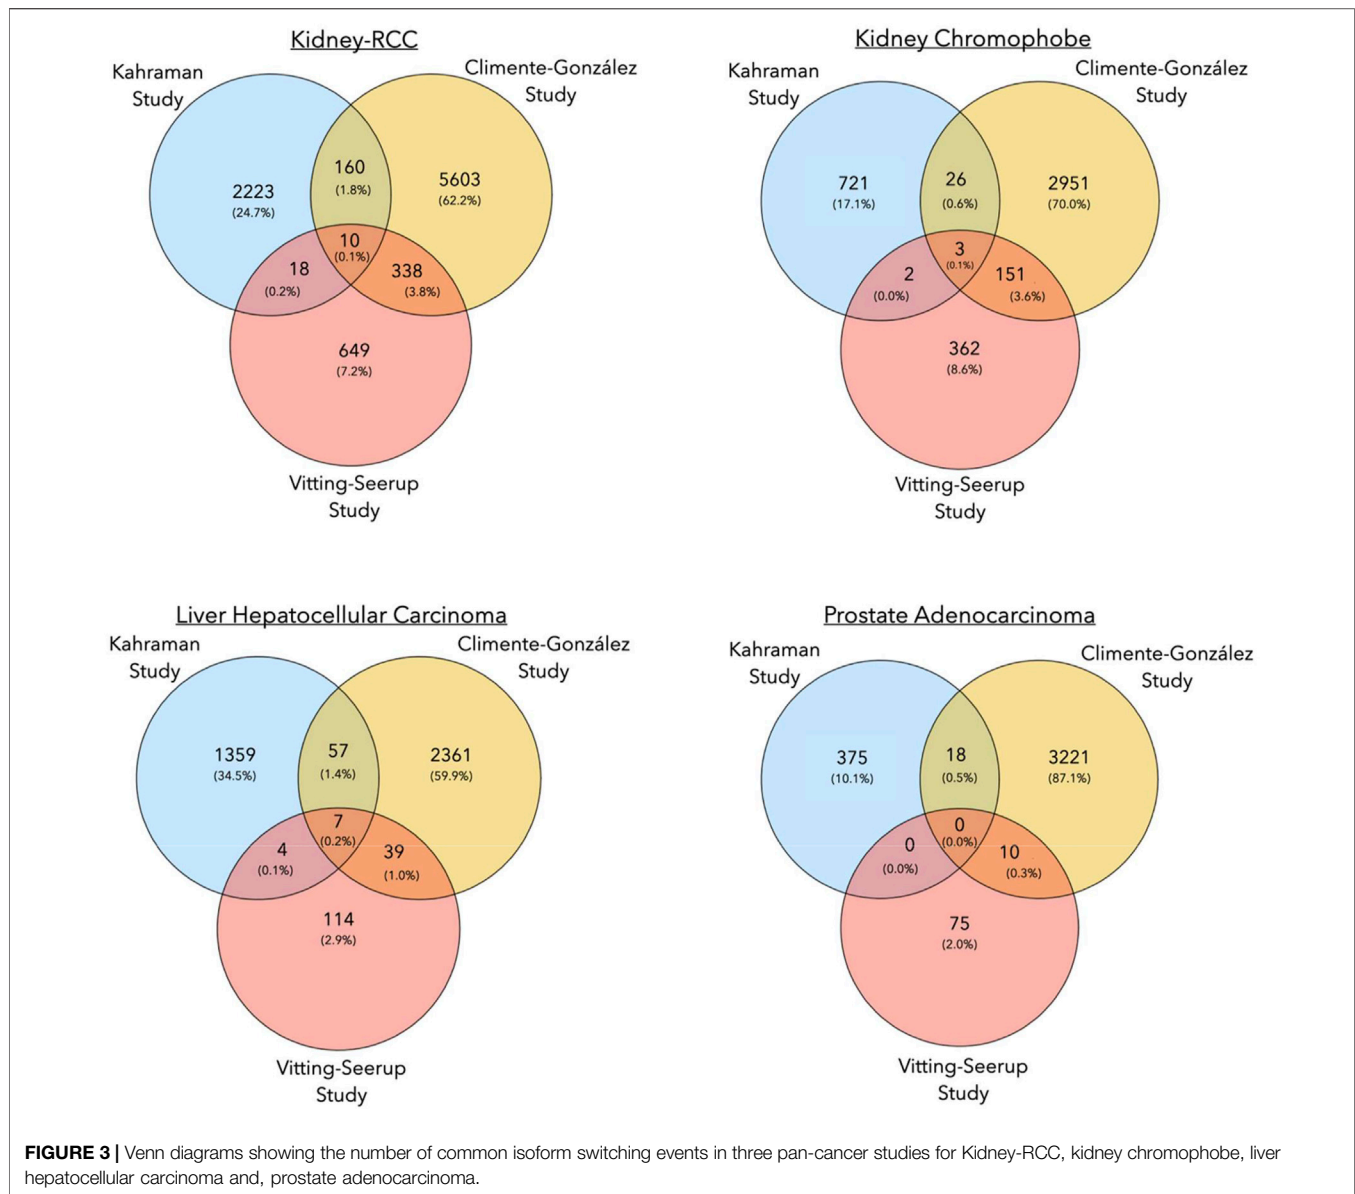 Kidney-RCC
Kahraman
Study
Climente-González
Study
160
(1.8%)
2223
(24.7%)
5603
(62.2%)
10
(0.1%)
18
(0.2%)
338
(3.8%)
649
(7.2%)
Vitting-Seerup
Study
Kidney Chromophobe
Kahraman
Study
Climente-González
Study
721
(17.1%)
26
(0.6%)
2951
(70.0%)
3
(0.1%)
2
(0.0%)
151
(3.6%)
362
(8.6%)
Vitting-Seerup
Study
Liver Hepatocellular Carcinoma
Kahraman
Study
Climente-González
Study
1359
(34.5%)
57
(1.4%)
2361
(59.9%)
7
(0.2%)
4
(0.1%)
39
(1.0%)
114
(2.9%)
Vitting-Seerup
Study
Prostate Adenocarcinoma
Kahraman
Study
Climente-González
Study
375
(10.1%)
18
(0.5%)
3221
(87.1%)
0
(0.0%)
0
(0.0%)
10
(0.3%)
75
(2.0%)
Vitting-Seerup
Study
FIGURE 3 | Venn diagrams showing the number of common isoform switching events in three pan-cancer studies for Kidney-RCC, kidney chromophobe, liver
hepatocellular carcinoma and, prostate adenocarcinoma.